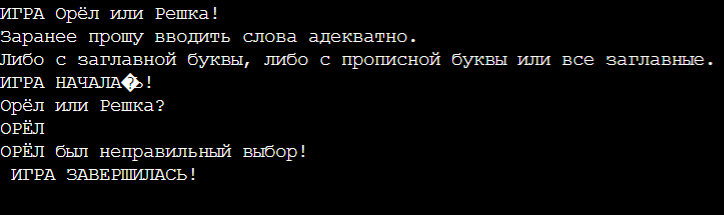 ИГРА Орёл или Решка!
Заранее прошу вводить слова адекватно.
Либо с заглавной буквы, либо с прописной буквы или все заглавные.
ИГРА НАЧАЛА�Ь!
Орёл или Решка?
ОРЁЛ
ОРЁЛ был неправильный выбор!
ИГРА ЗАВЕРШИЛАСЬ!